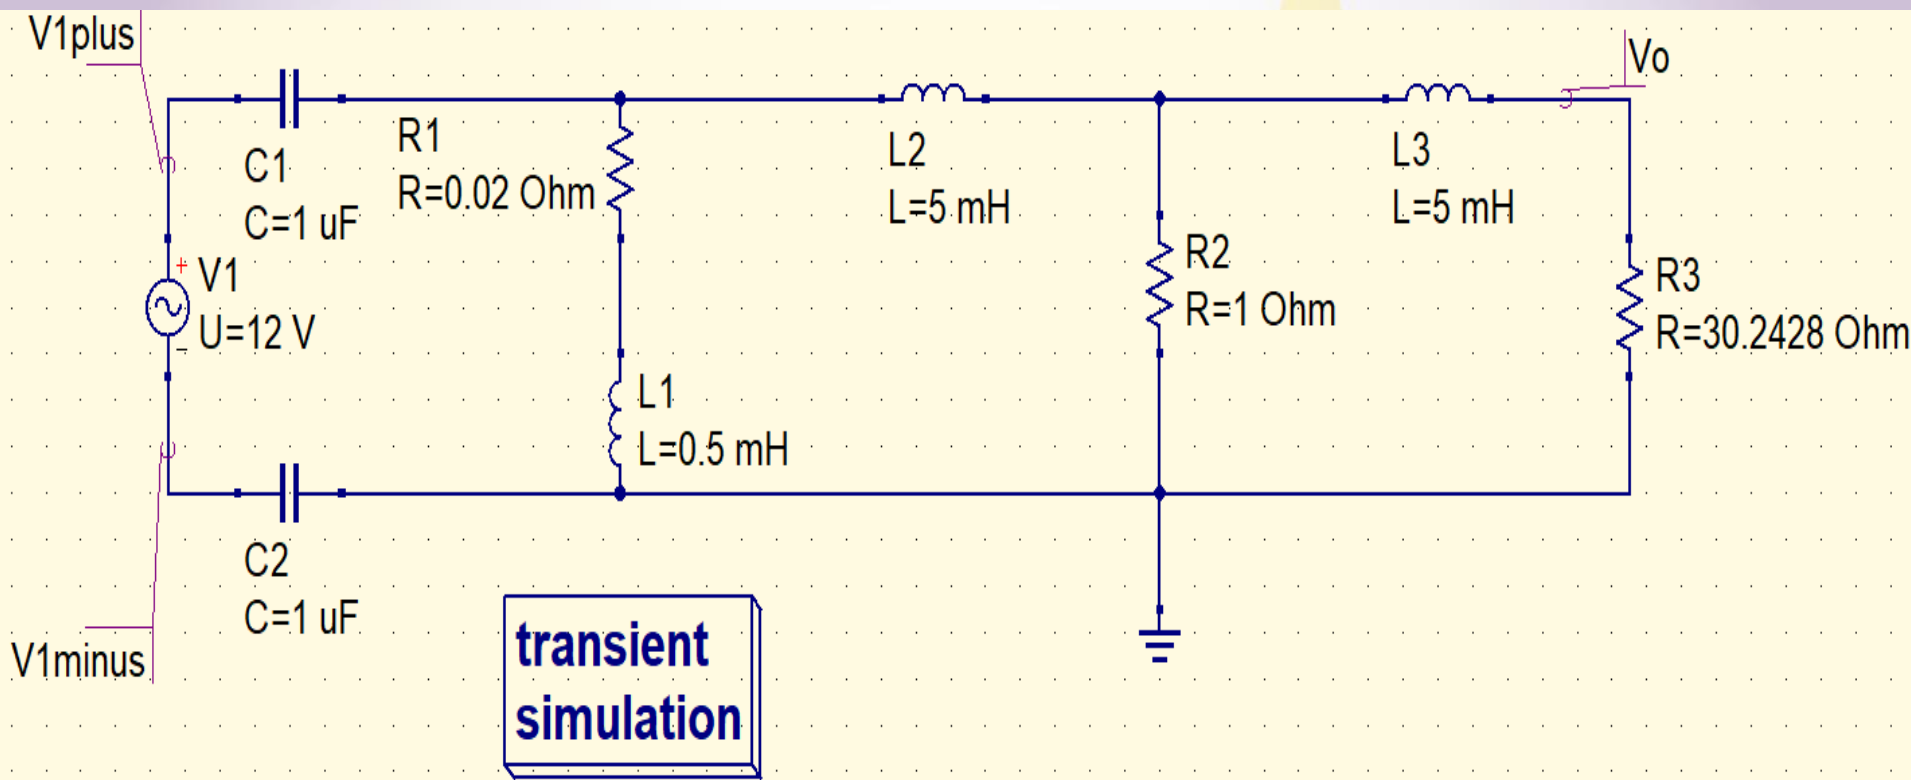 V1plus
Vo
C1
C=1 uF
R1
R=0.02 Ohm
L2
L=5 mH
L3
L=5 mH
+
V1
U=12 V
-
R2
R=1 Ohm
R3
R=30.2428 Ohm
L1
L=0.5 mH
C2
C=1 uF
V1minus
transient
simulation